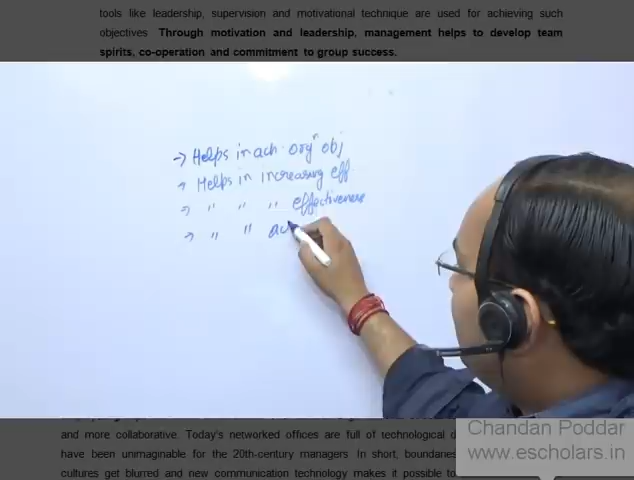 tools like leadership, supervision and motivational technique are used for achieving such
objectives Through motivation and leadership, management helps to develop team
spirits, co-operation and commitment to group success.
→ Helps in ach. orgⁿ obj
→ Helps in increasing eff.
→ " " " effectiveness
→ " " ac
and more collaborative. Today's networked offices are full of technological
have been unimaginable for the 20th-century managers. In short, boundaries
cultures get blurred and new communication technology makes it possible to
Chandan Poddar
www.escholars.in